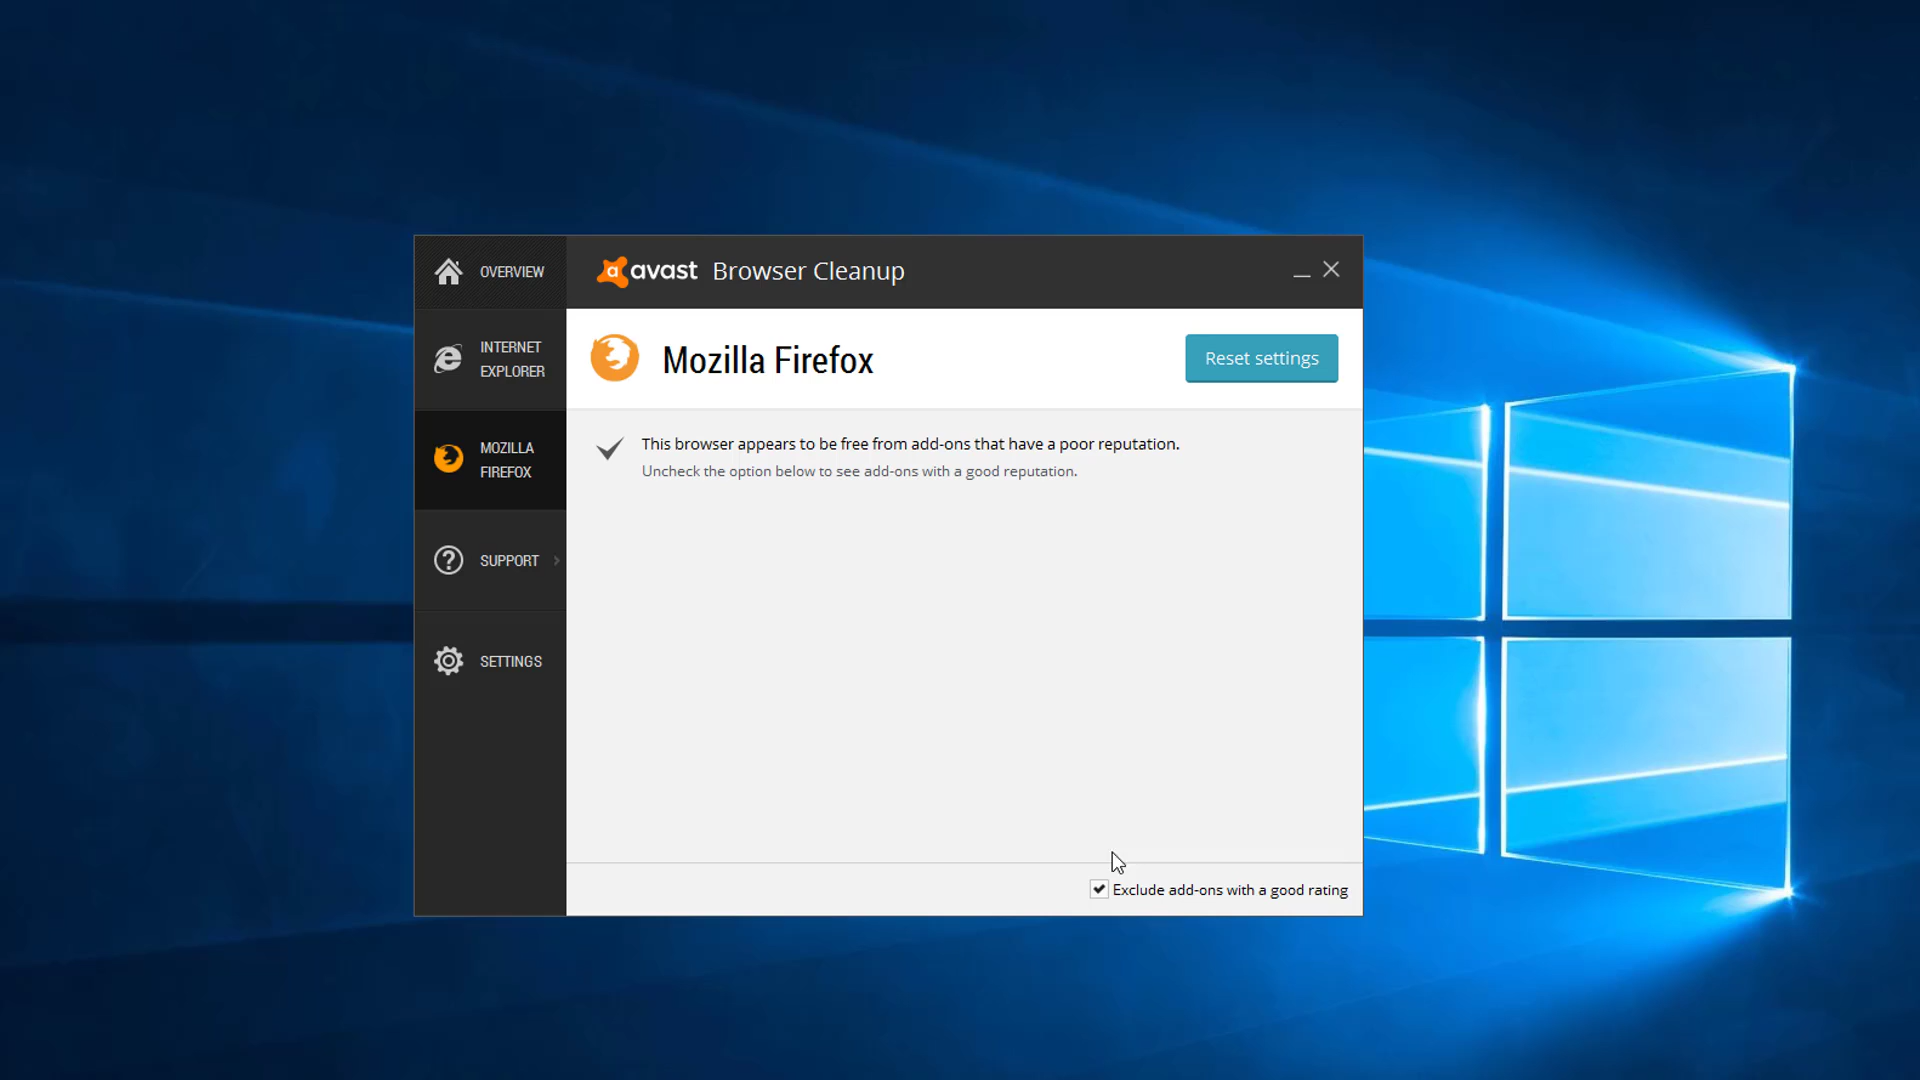 OVERVIEW
avast Browser Cleanup
INTERNET
EXPLORER
Mozilla Firefox
Reset settings
MOZILLA
FIREFOX
This browser appears to be free from add-ons that have a poor reputation.
Uncheck the option below to see add-ons with a good reputation.
SUPPORT
SETTINGS
Exclude add-ons with a good rating